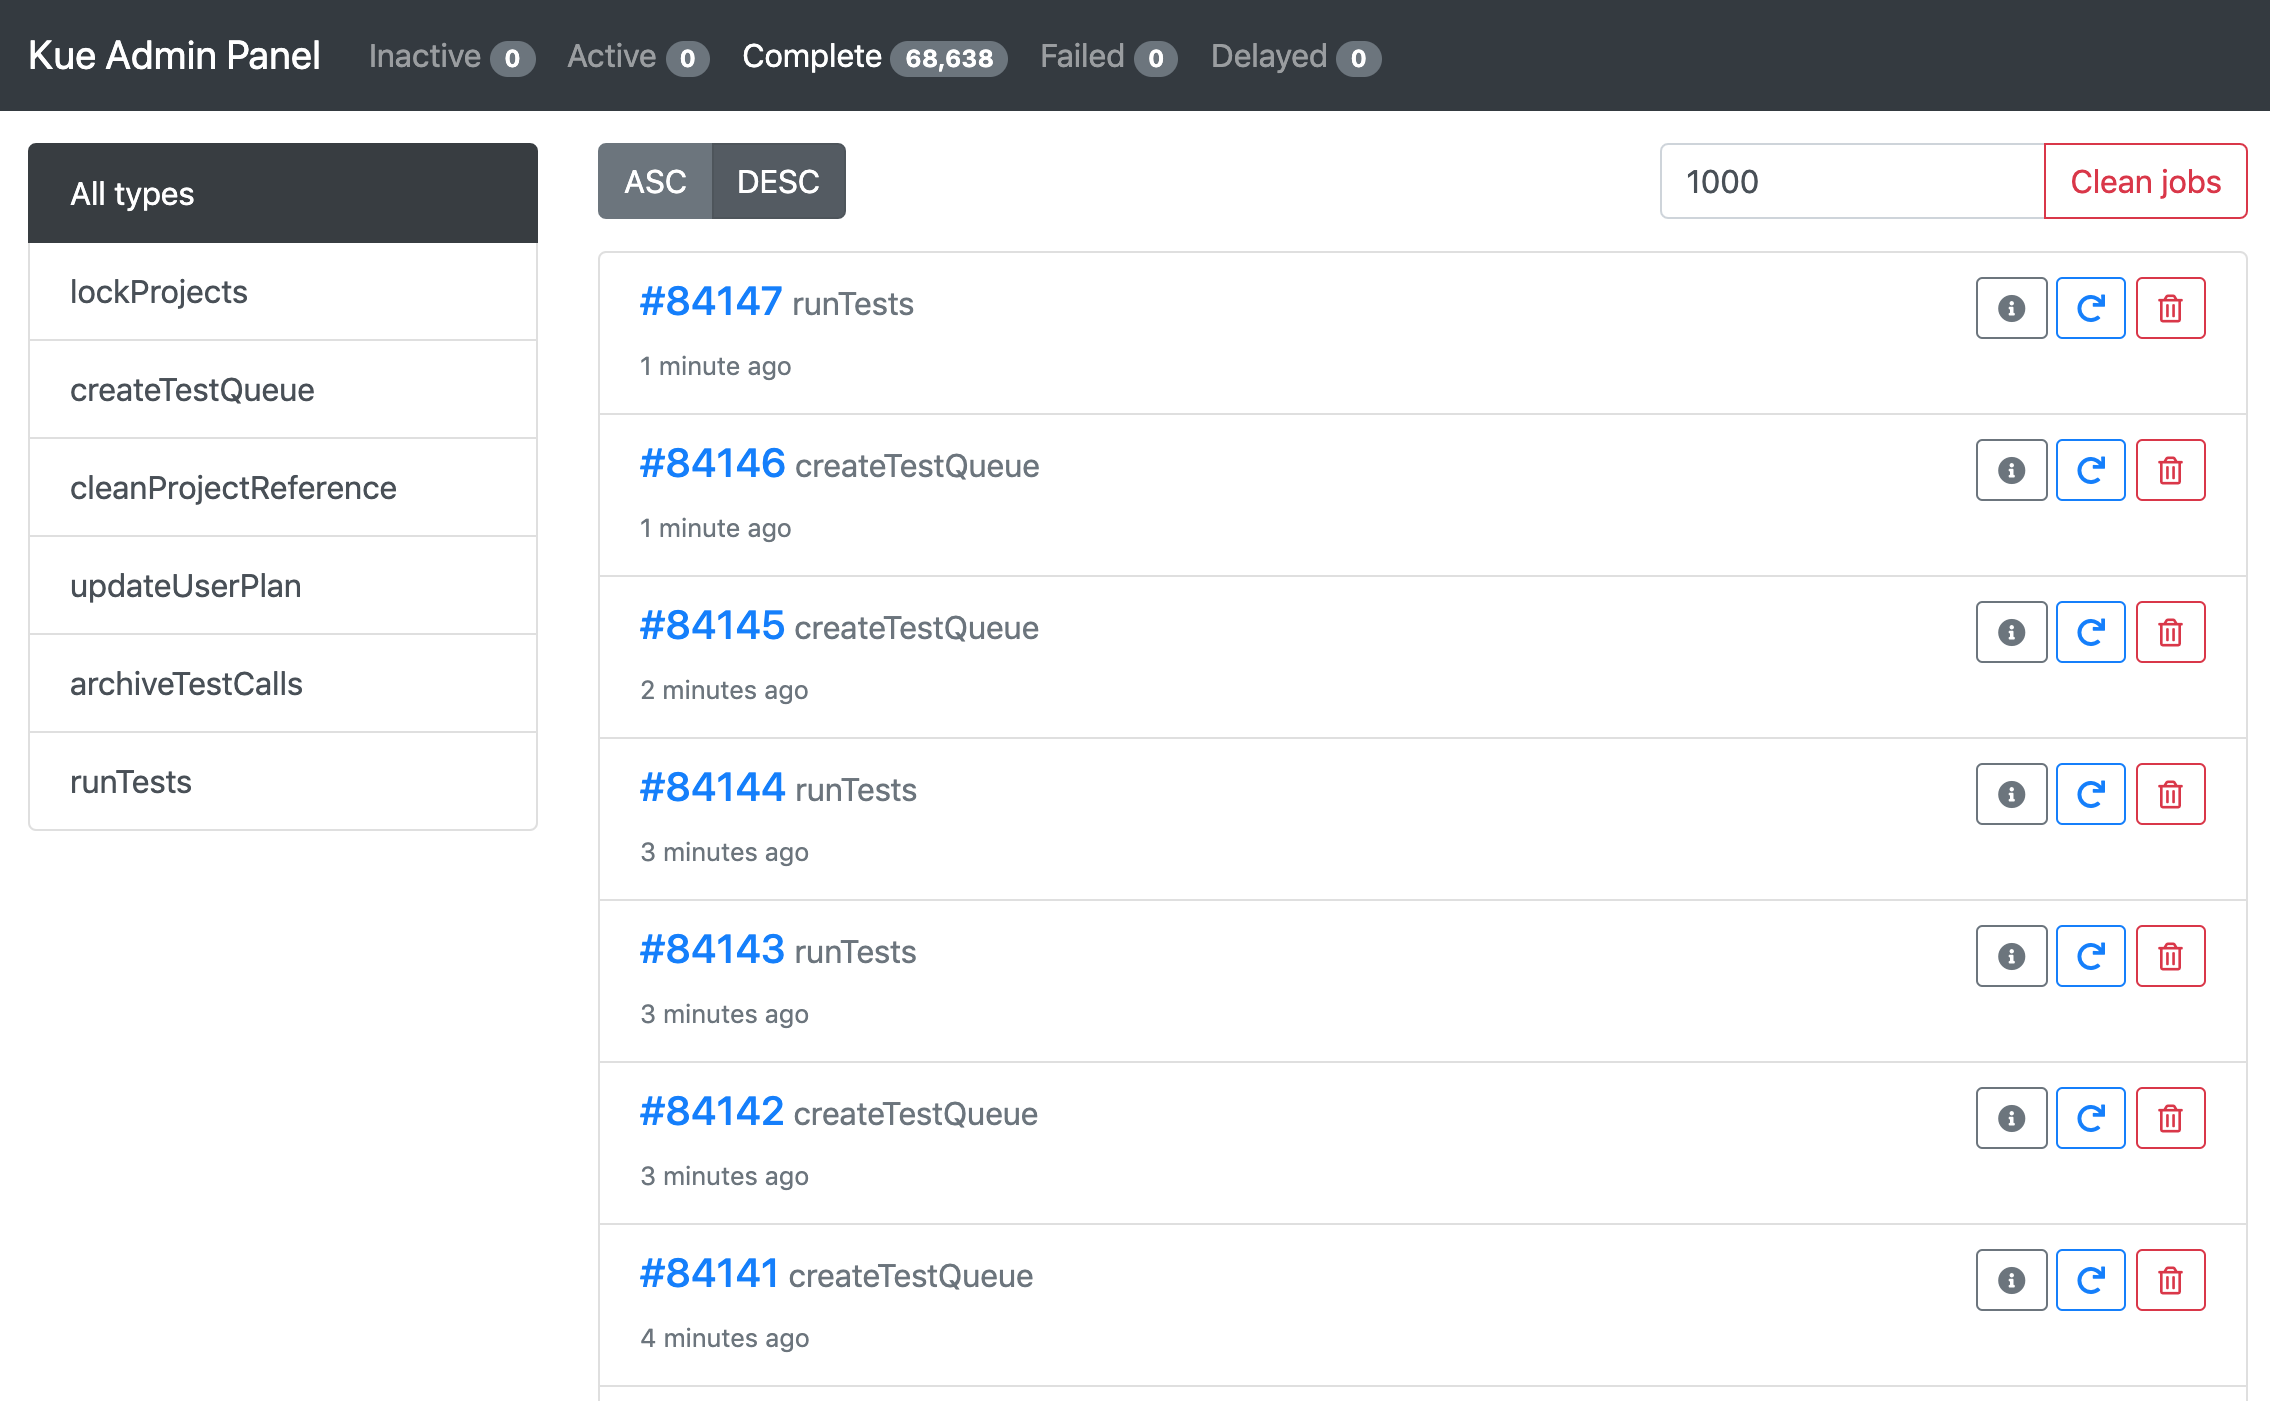 Kue Admin Panel Inactive 0 Active 0 Complete 68,638 Failed 0 Delayed 0
All types
lockProjects
createTestQueue
cleanProjectReference
updateUserPlan
archiveTestCalls
runTests
ASC DESC 1000 Clean jobs
#84147 runTests
1 minute ago
#84146 createTestQueue
1 minute ago
#84145 createTestQueue
2 minutes ago
#84144 runTests
3 minutes ago
#84143 runTests
3 minutes ago
#84142 createTestQueue
3 minutes ago
#84141 createTestQueue
4 minutes ago